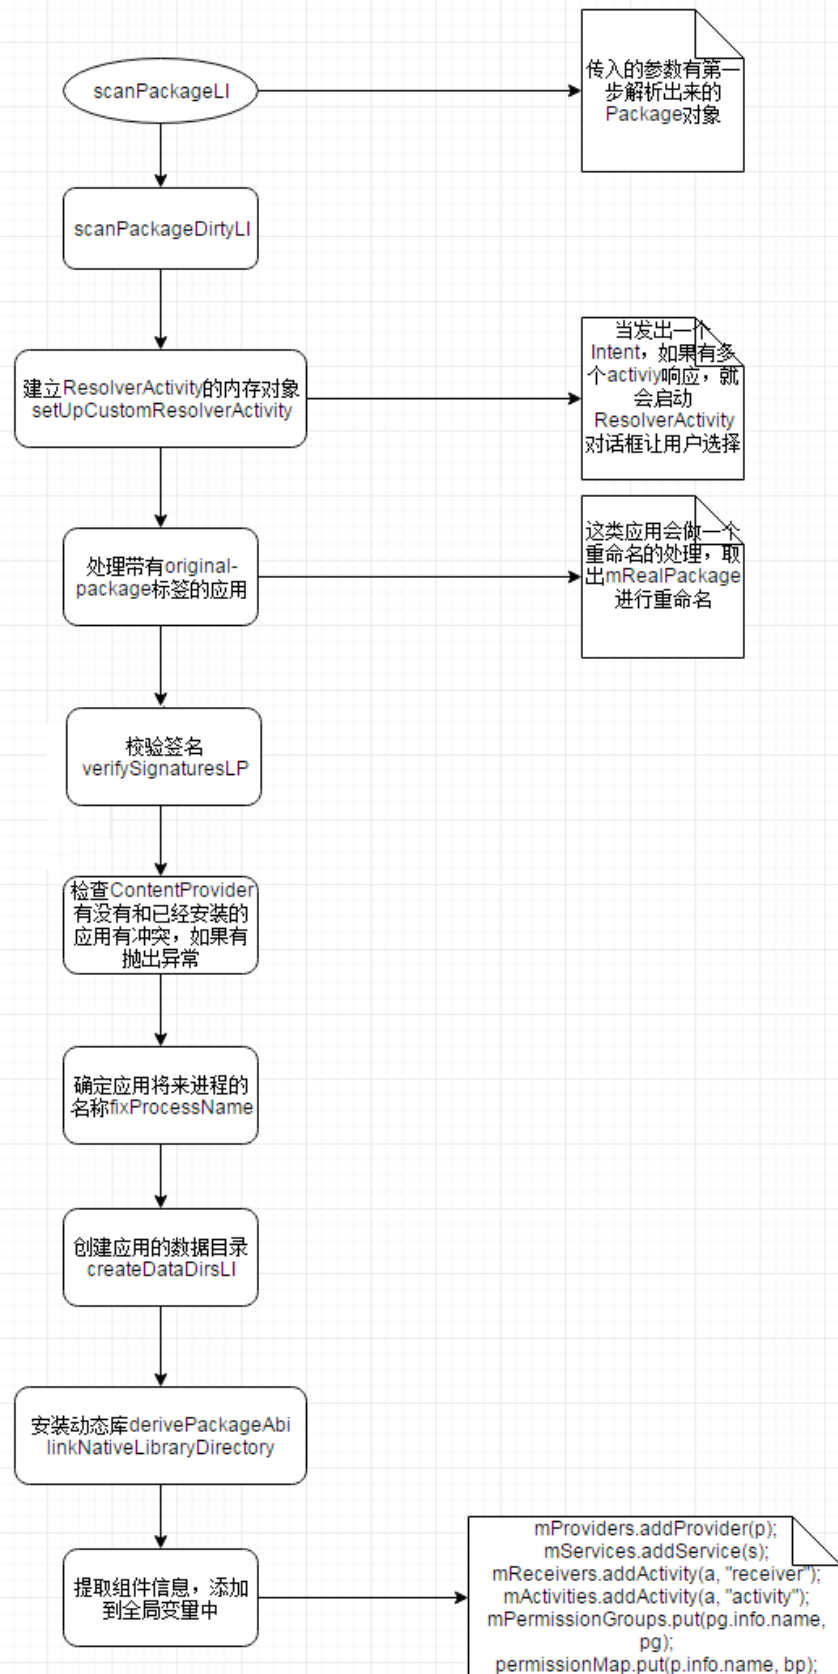 scanPackageLI
传入的参数有第一
步解析出来的
Package对象
scanPackageDirtyLI
建立ResolverActivity的内存对象
setUpCustomResolverActivity
当发出一个
Intent，如果有多
个activiy响应，就
会启动
ResolverActivity
对话框让用户选择
处理带有original-
package标签的应用
这类应用会做一个
重命名的处理，取
出mRealPackage
进行重命名
校验签名
verifySignaturesLP
检查ContentProvider
有没有和已经安装的
应用有冲突，如果有
抛出异常
确定应用将来进程的
名称fixProcessName
创建应用的数据目录
createDataDirsLI
安装动态库derivePackageAbi
linkNativeLibraryDirectory
提取组件信息，添加
到全局变量中
mProviders.addProvider(p);
mServices.addService(s);
mReceivers.addActivity(a, "receiver");
mActivities.addActivity(a, "activity");
mPermissionGroups.put(pg.info.name,
pg);
permissionMap.put(p.info.name, bp);